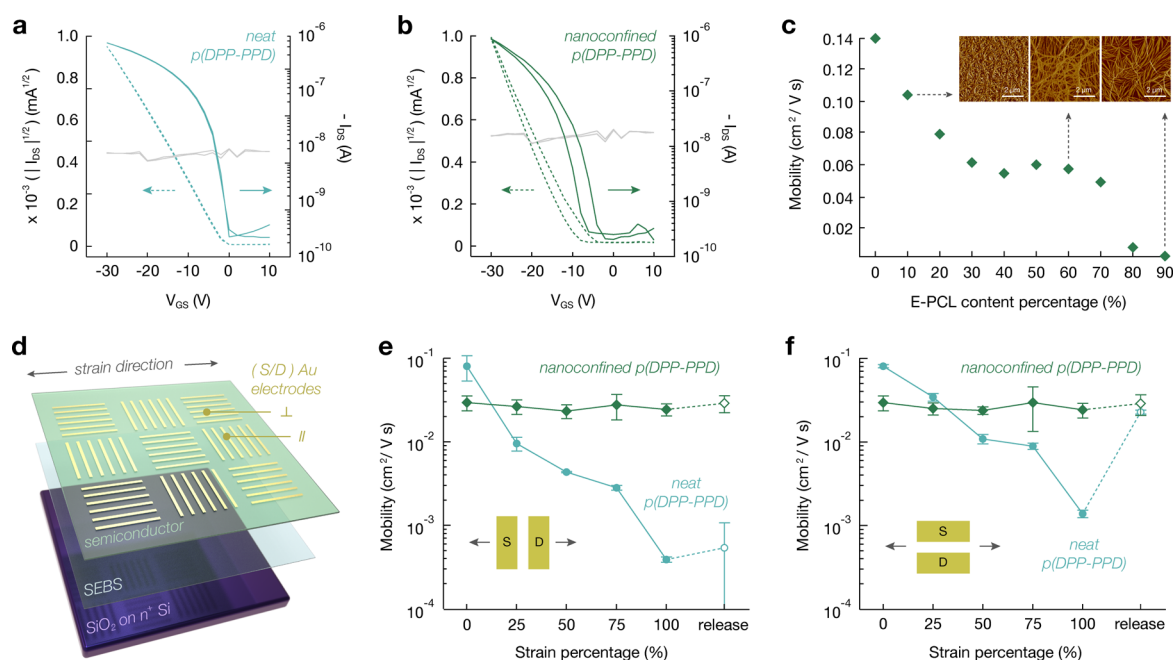 a
neat
p(DPP-PPD)
x 10⁻³ (| I_DS |^1/2) (mA^1/2)
1.0
0.8
0.6
0.4
0.2
0
10⁻⁶
10⁻⁷
10⁻⁸
10⁻⁹
10⁻¹⁰
- I_DS (A)
-30 -20 -10 0 10
V_GS (V)
b
nanoconfined
p(DPP-PPD)
x 10⁻³ (| I_DS |^1/2) (mA^1/2)
1.0
0.8
0.6
0.4
0.2
0
10⁻⁶
10⁻⁷
10⁻⁸
10⁻⁹
10⁻¹⁰
- I_DS (A)
-30 -20 -10 0 10
V_GS (V)
c
Mobility (cm²/ V s)
0.14
0.10
0.08
0.06
0.04
0.02
2 µm 2 µm 2 µm
0 10 20 30 40 50 60 70 80 90
E-PCL content percentage (%)
d
strain direction
( S/D ) Au
electrodes
⊥
//
semiconductor
SEBS
SiO₂ on n⁺ Si
e
Mobility (cm²/ V s)
10⁻¹
10⁻²
10⁻³
10⁻⁴
nanoconfined p(DPP-PPD)
neat
p(DPP-PPD)
S D
0 25 50 75 100 release
Strain percentage (%)
f
Mobility (cm²/ V s)
10⁻¹
10⁻²
10⁻³
10⁻⁴
nanoconfined p(DPP-PPD)
neat
p(DPP-PPD)
S
D
0 25 50 75 100 release
Strain percentage (%)